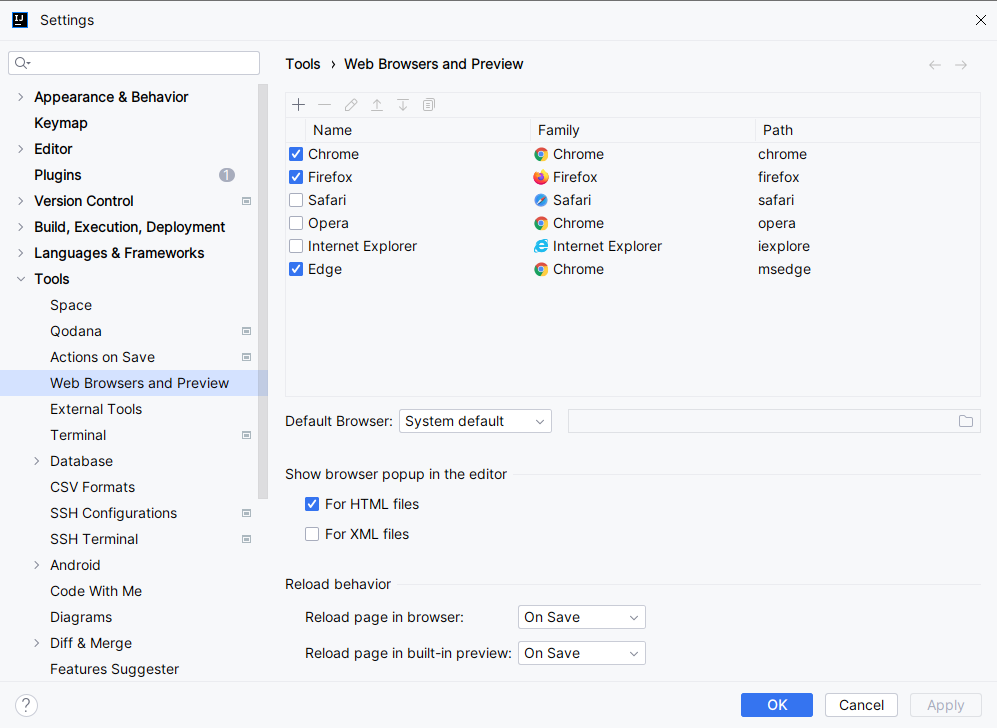 Settings
Appearance & Behavior
Keymap
Editor
Plugins 1
Version Control
Build, Execution, Deployment
Languages & Frameworks
Tools
Space
Qodana
Actions on Save
Web Browsers and Preview
External Tools
Terminal
Database
CSV Formats
SSH Configurations
SSH Terminal
Android
Code With Me
Diagrams
Diff & Merge
Features Suggester
Tools › Web Browsers and Preview
Name Family Path
Chrome Chrome chrome
Firefox Firefox firefox
Safari Safari safari
Opera Chrome opera
Internet Explorer Internet Explorer iexplore
Edge Chrome msedge
Default Browser: System default
Show browser popup in the editor
For HTML files
For XML files
Reload behavior
Reload page in browser: On Save
Reload page in built-in preview: On Save
? OK Cancel Apply